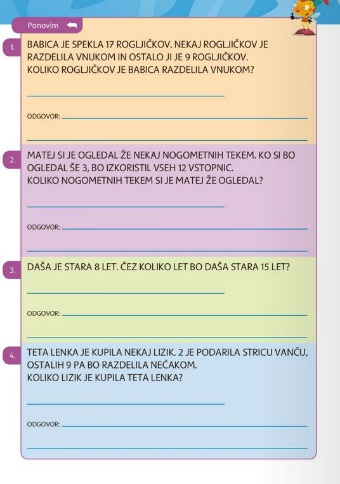 Ponovim
1. BABICA JE SPEKLA 17 ROGLJIČKOV. NEKAJ ROGLJIČKOV JE
RAZDELILA VNUKOM IN OSTALO JI JE 9 ROGLJIČKOV.
KOLIKO ROGLJIČKOV JE BABICA RAZDELILA VNUKOM?
ODGOVOR:
2. MATEJ SI JE OGLEDAL ŽE NEKAJ NOGOMETNIH TEKEM. KO SI BO
OGLEDAL ŠE 3, BO IZKORISTIL VSEH 12 VSTOPNIC.
KOLIKO NOGOMETNIH TEKEM SI JE MATEJ ŽE OGLEDAL?
ODGOVOR:
3. DAŠA JE STARA 8 LET. ČEZ KOLIKO LET BO DAŠA STARA 15 LET?
ODGOVOR:
4. TETA LENKA JE KUPILA NEKAJ LIZIK. 2 JE PODARILA STRICU VANČU,
OSTALIH 9 PA BO RAZDELILA NEČAKOM.
KOLIKO LIZIK JE KUPILA TETA LENKA?
ODGOVOR: